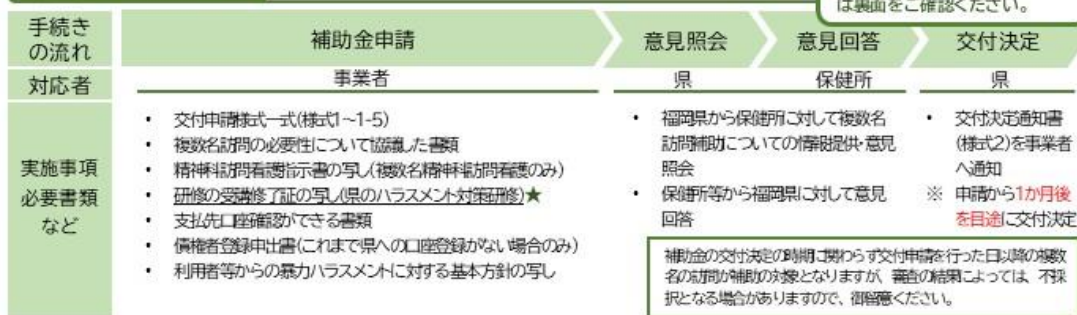 は裏面をご確認ください。
手続き
の流れ
補助金申請
意見照会
意見回答
交付決定
対応者
事業者
県
保健所
県
実施事項
必要書類
など
• 交付申請様式一式(様式1~1-5)
• 複数名訪問の必要性について協議した書類
• 精神科訪問看護指示書の写し(複数名精神科訪問看護のみ)
• 研修の受講修了証の写し(県のハラスメント対策研修)★
• 支払先口座確認ができる書類
• 債権者登録申出書(これまで県への口座登録がない場合のみ)
• 利用者等からの暴力ハラスメントに対する基本方針の写し
• 福岡県から保健所に対して複数名
訪問補助についての情報提供・意見
照会
• 保健所等から福岡県に対して意見
回答
• 交付決定通知書
(様式2)を事業者
へ通知
※ 申請から1か月後
を目途に交付決定
補助金の交付決定の時期に関わらず交付申請を行った日以降の複数
名の訪問が補助の対象となりますが、審査の結果によっては、不採
択となる場合がありますので、御留意ください。